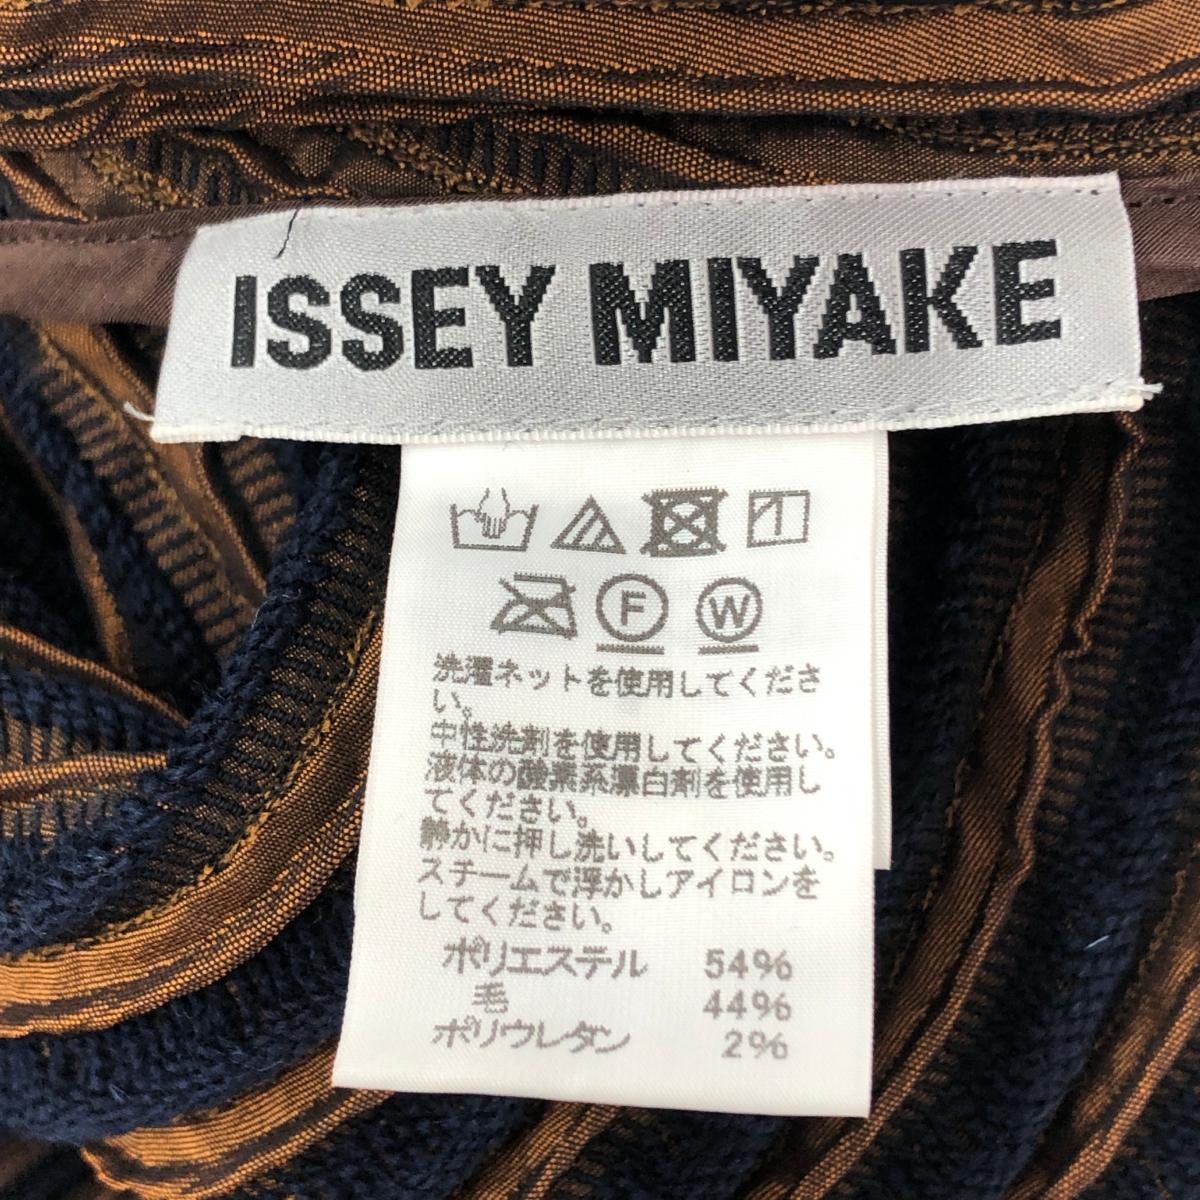 ISSEY MIYAKE
F W
洗濯ネットを使用してくださ
い。
中性洗剤を使用してください。
液体の酸素系漂白剤を使用し
てください。
静かに押し洗いしてください。
スチームで浮かしアイロンを
してください。
ポリエステル 54%
毛 44%
ポリウレタン 2%